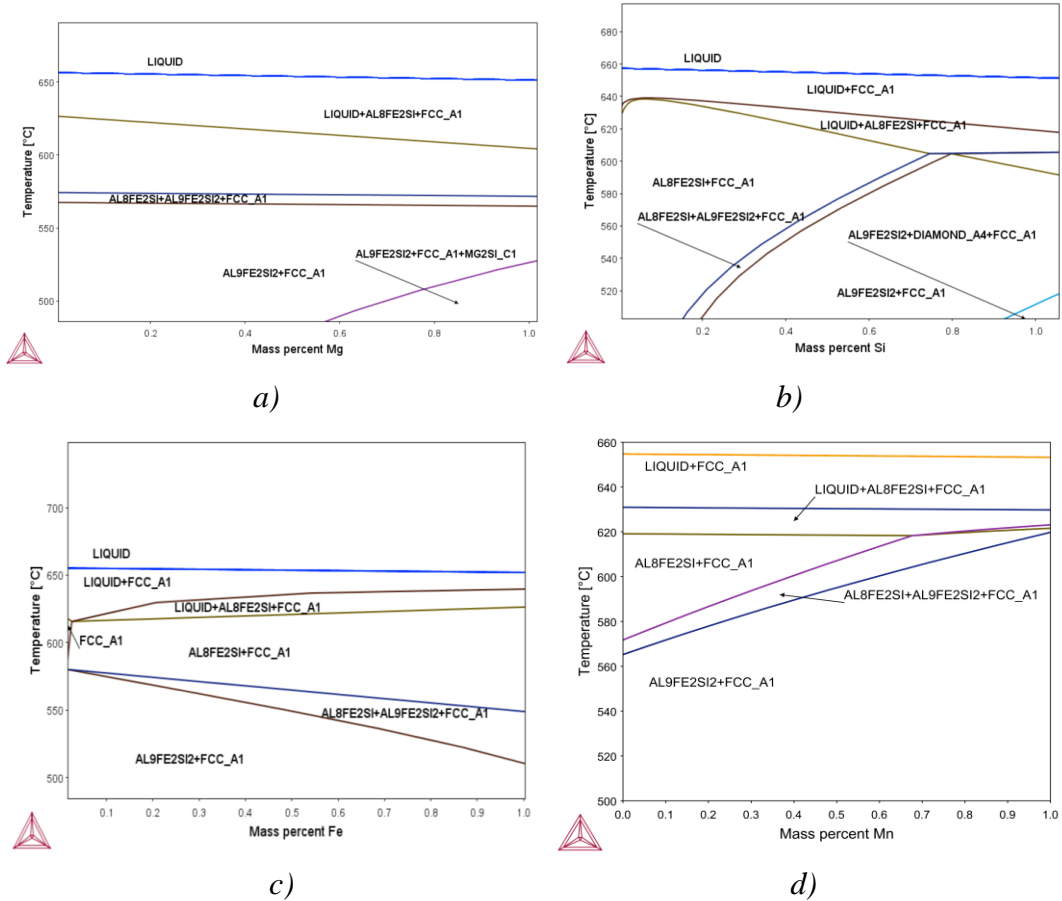 LIQUID
LIQUID+AL8FE2SI+FCC_A1
AL8FE2SI+AL9FE2SI2+FCC_A1
AL9FE2SI2+FCC_A1+MG2SI_C1
AL9FE2SI2+FCC_A1
650
600
550
500
Temperature [°C]
0.2
0.4
0.6
0.8
1.0
Mass percent Mg
a)
LIQUID
LIQUID+FCC_A1
LIQUID+AL8FE2SI+FCC_A1
AL8FE2SI+FCC_A1
AL8FE2SI+AL9FE2SI2+FCC_A1
AL9FE2SI2+DIAMOND_A4+FCC_A1
AL9FE2SI2+FCC_A1
680
660
640
620
600
580
560
540
520
Temperature [°C]
0.2
0.4
0.6
0.8
1.0
Mass percent Si
b)
LIQUID
LIQUID+FCC_A1
LIQUID+AL8FE2SI+FCC_A1
FCC_A1
AL8FE2SI+FCC_A1
AL8FE2SI+AL9FE2SI2+FCC_A1
AL9FE2SI2+FCC_A1
700
650
600
550
500
Temperature [°C]
0.1
0.2
0.3
0.4
0.5
0.6
0.7
0.8
0.9
1.0
Mass percent Fe
c)
LIQUID+FCC_A1
LIQUID+AL8FE2SI+FCC_A1
AL8FE2SI+FCC_A1
AL8FE2SI+AL9FE2SI2+FCC_A1
AL9FE2SI2+FCC_A1
660
640
620
600
580
560
540
520
500
Temperature [°C]
0.0
0.1
0.2
0.3
0.4
0.5
0.6
0.7
0.8
0.9
1.0
Mass percent Mn
d)